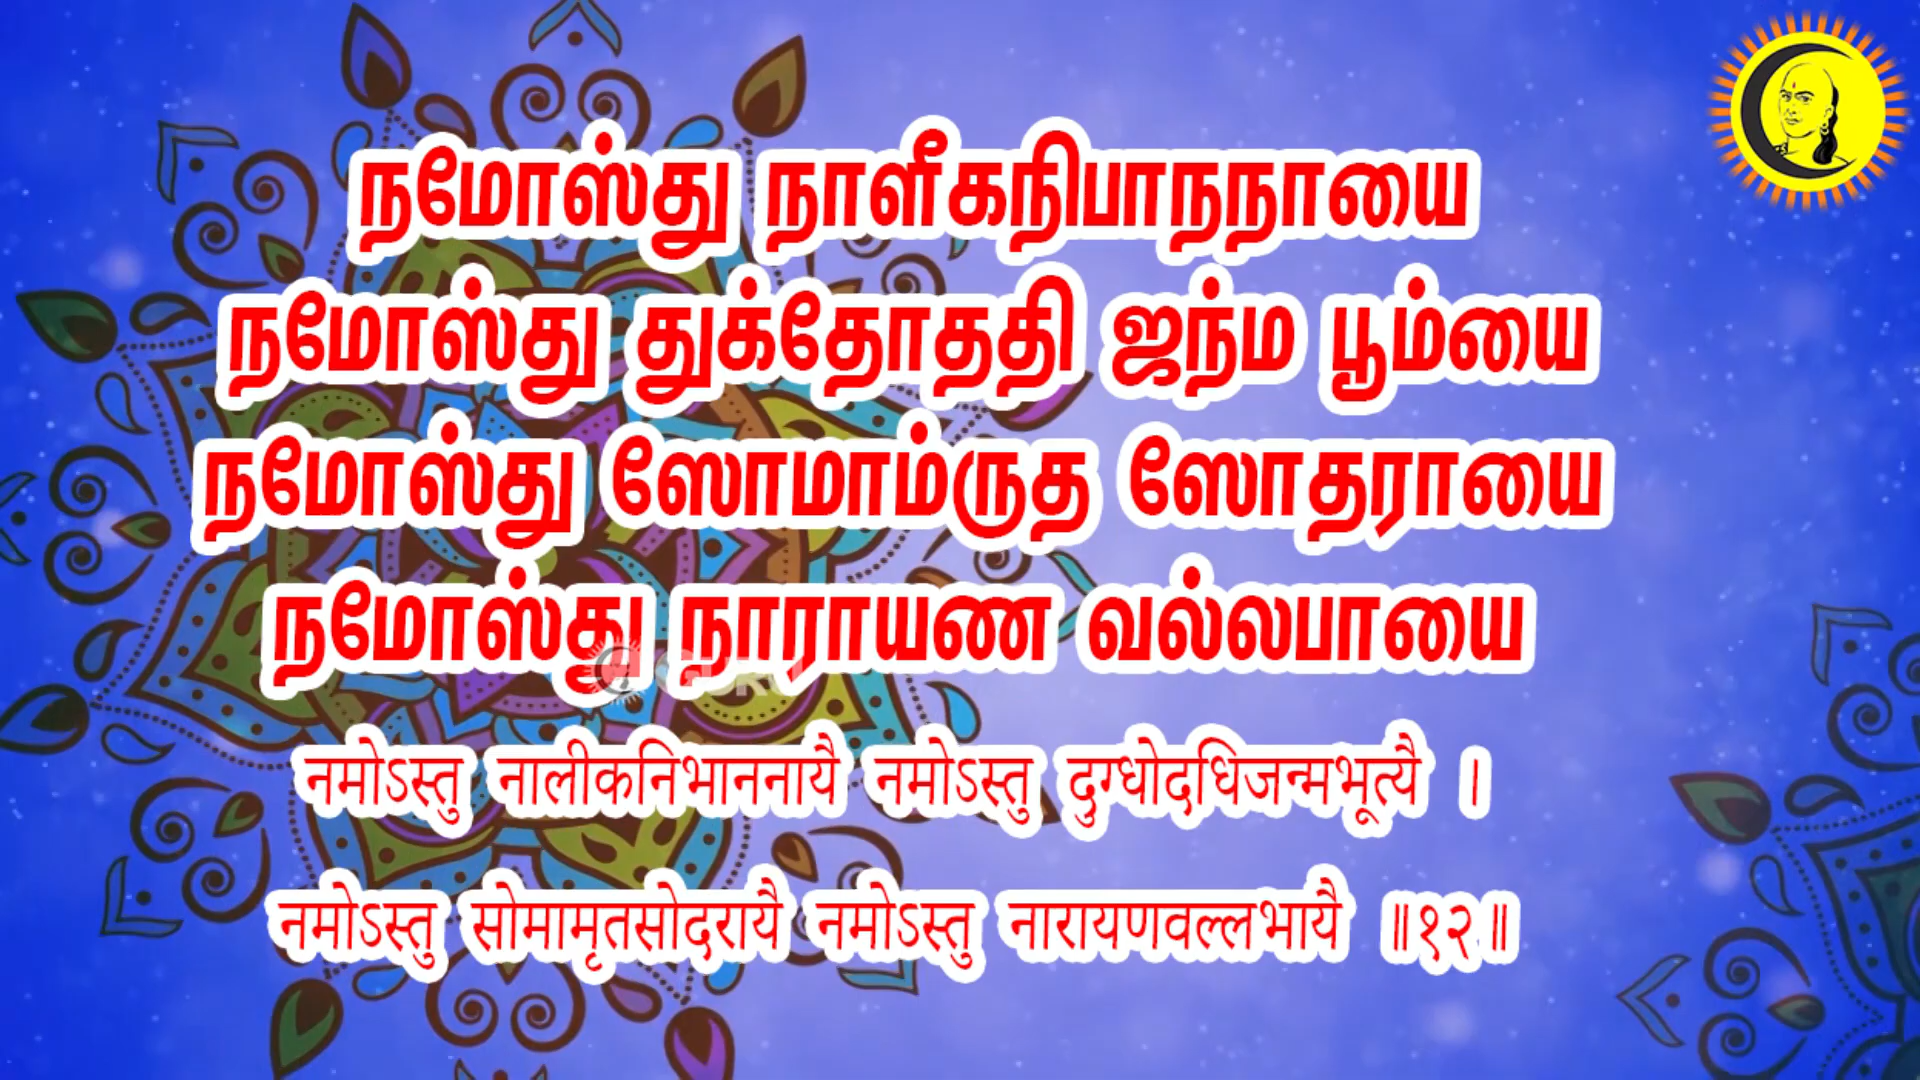 நமோஸ்து நாளீகநிபாநநாயை
நமோஸ்து துக்தோததி ஜந்ம பூம்யை
நமோஸ்து ஸோமாம்ருத ஸோதராயை
நமோஸ்து நாராயண வல்லபாயை
GURU
नमोऽस्तु नालीकनिभाननायै नमोऽस्तु दुग्धोदधिजन्मभूत्यै ।
नमोऽस्तु सोमामृतसोदरायै नमोऽस्तु नारायणवल्लभायै ॥१२॥